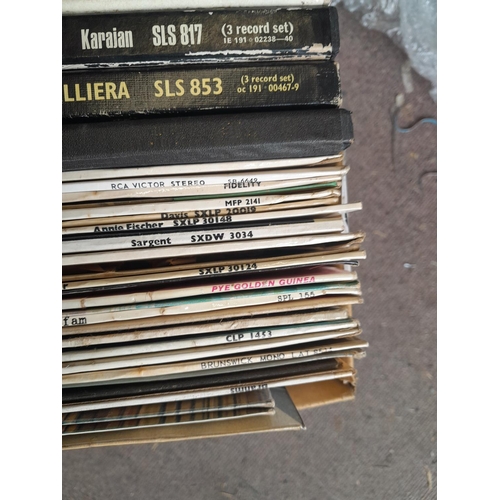 Karajan SLS 817 (3 record set)
1E 191·02238—40
LLIERA SLS 853 (3 record set)
oc 191·00467-9
RCA VICTOR STEREO
FIDELITY
MFP 2141
Davis SXLP 20019
Annie Fischer SXLP 30148
Sargent SXDW 3034
SXLP 30124
PYE GOLDEN GUINEA
SPL 166
fam
CLP 1453
BRUNSWICK MONO